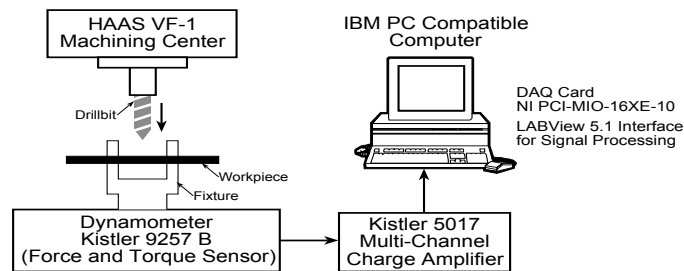 HAAS VF-1
Machining Center
IBM PC Compatible
Computer
Drillbit
DAQ Card
NI PCI-MIO-16XE-10
LABView 5.1 Interface
for Signal Processing
Workpiece
Fixture
Dynamometer
Kistler 9257 B
(Force and Torque Sensor)
Kistler 5017
Multi-Channel
Charge Amplifier